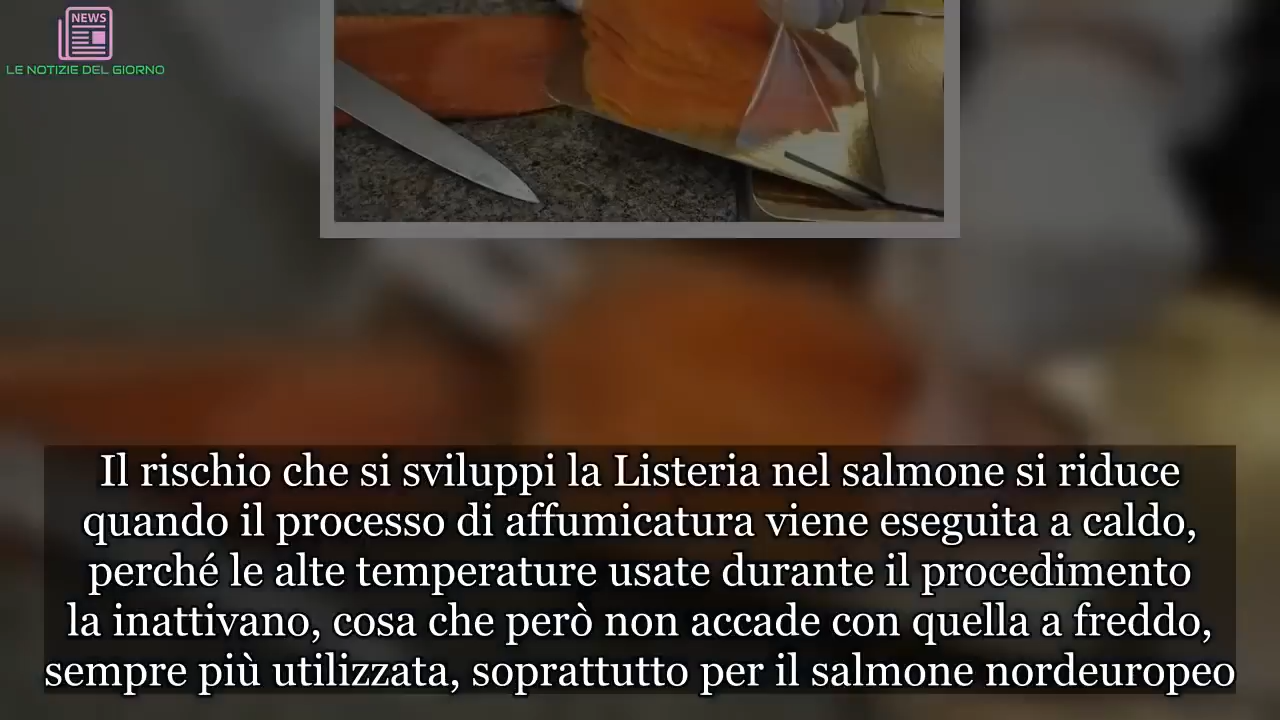 NEWS
LE NOTIZIE DEL GIORNO
Il rischio che si sviluppi la Listeria nel salmone si riduce
quando il processo di affumicatura viene eseguita a caldo,
perché le alte temperature usate durante il procedimento
la inattivano, cosa che però non accade con quella a freddo,
sempre più utilizzata, soprattutto per il salmone nordeuropeo